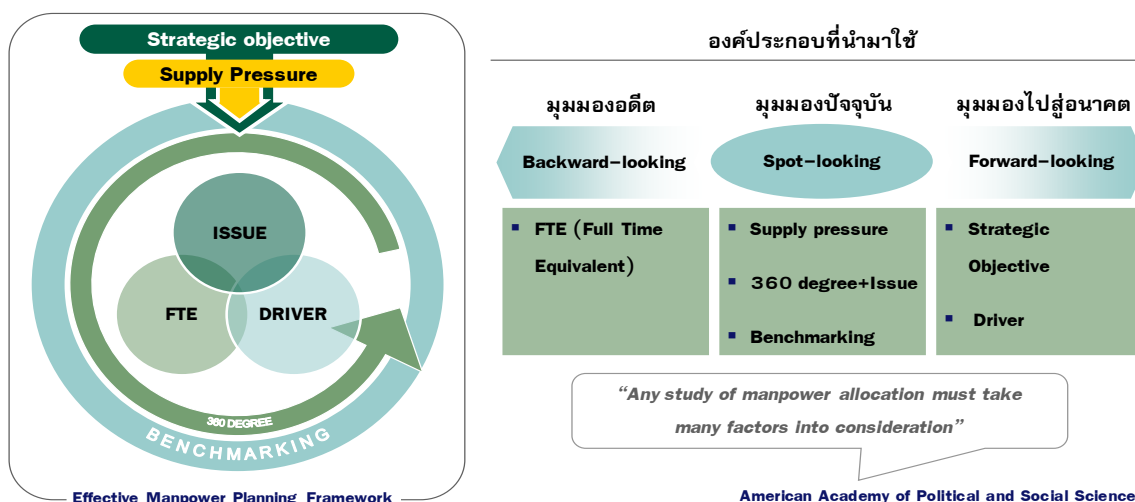 Strategic objective
Supply Pressure
ISSUE
FTE
DRIVER
360 DEGREE
BENCHMARKING
Effective Manpower Planning Framework
องค์ประกอบที่นำมาใช้
มุมมองอดีต
Backward-looking
▪ FTE (Full Time
Equivalent)
มุมมองปัจจุบัน
Spot-looking
▪ Supply pressure
▪ 360 degree+Issue
▪ Benchmarking
มุมมองไปสู่อนาคต
Forward-looking
▪ Strategic
Objective
▪ Driver
“Any study of manpower allocation must take
many factors into consideration”
American Academy of Political and Social Science